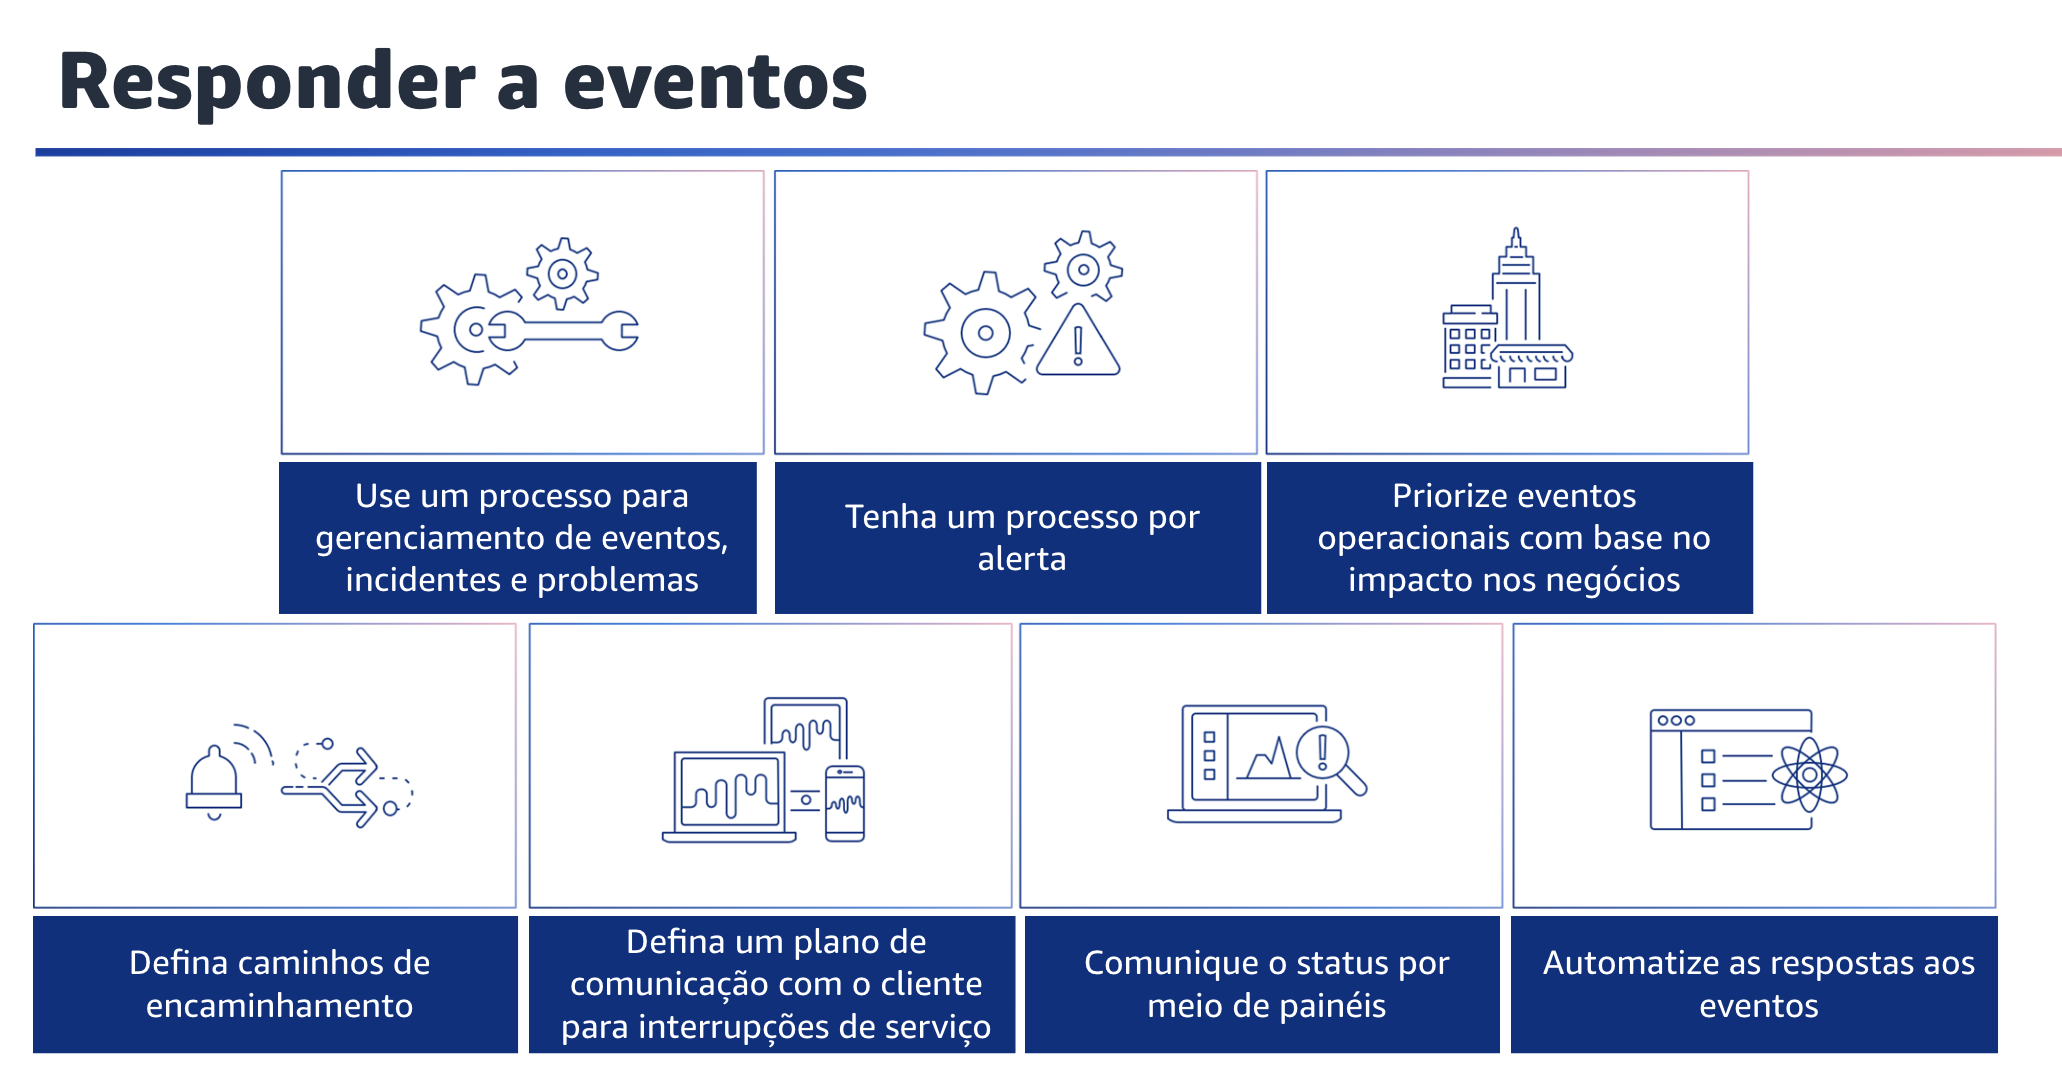 Responder a eventos
Use um processo para
gerenciamento de eventos,
incidentes e problemas
Tenha um processo por
alerta
Priorize eventos
operacionais com base no
impacto nos negócios
Defina caminhos de
encaminhamento
Defina um plano de
comunicação com o cliente
para interrupções de serviço
Comunique o status por
meio de painéis
Automatize as respostas aos
eventos